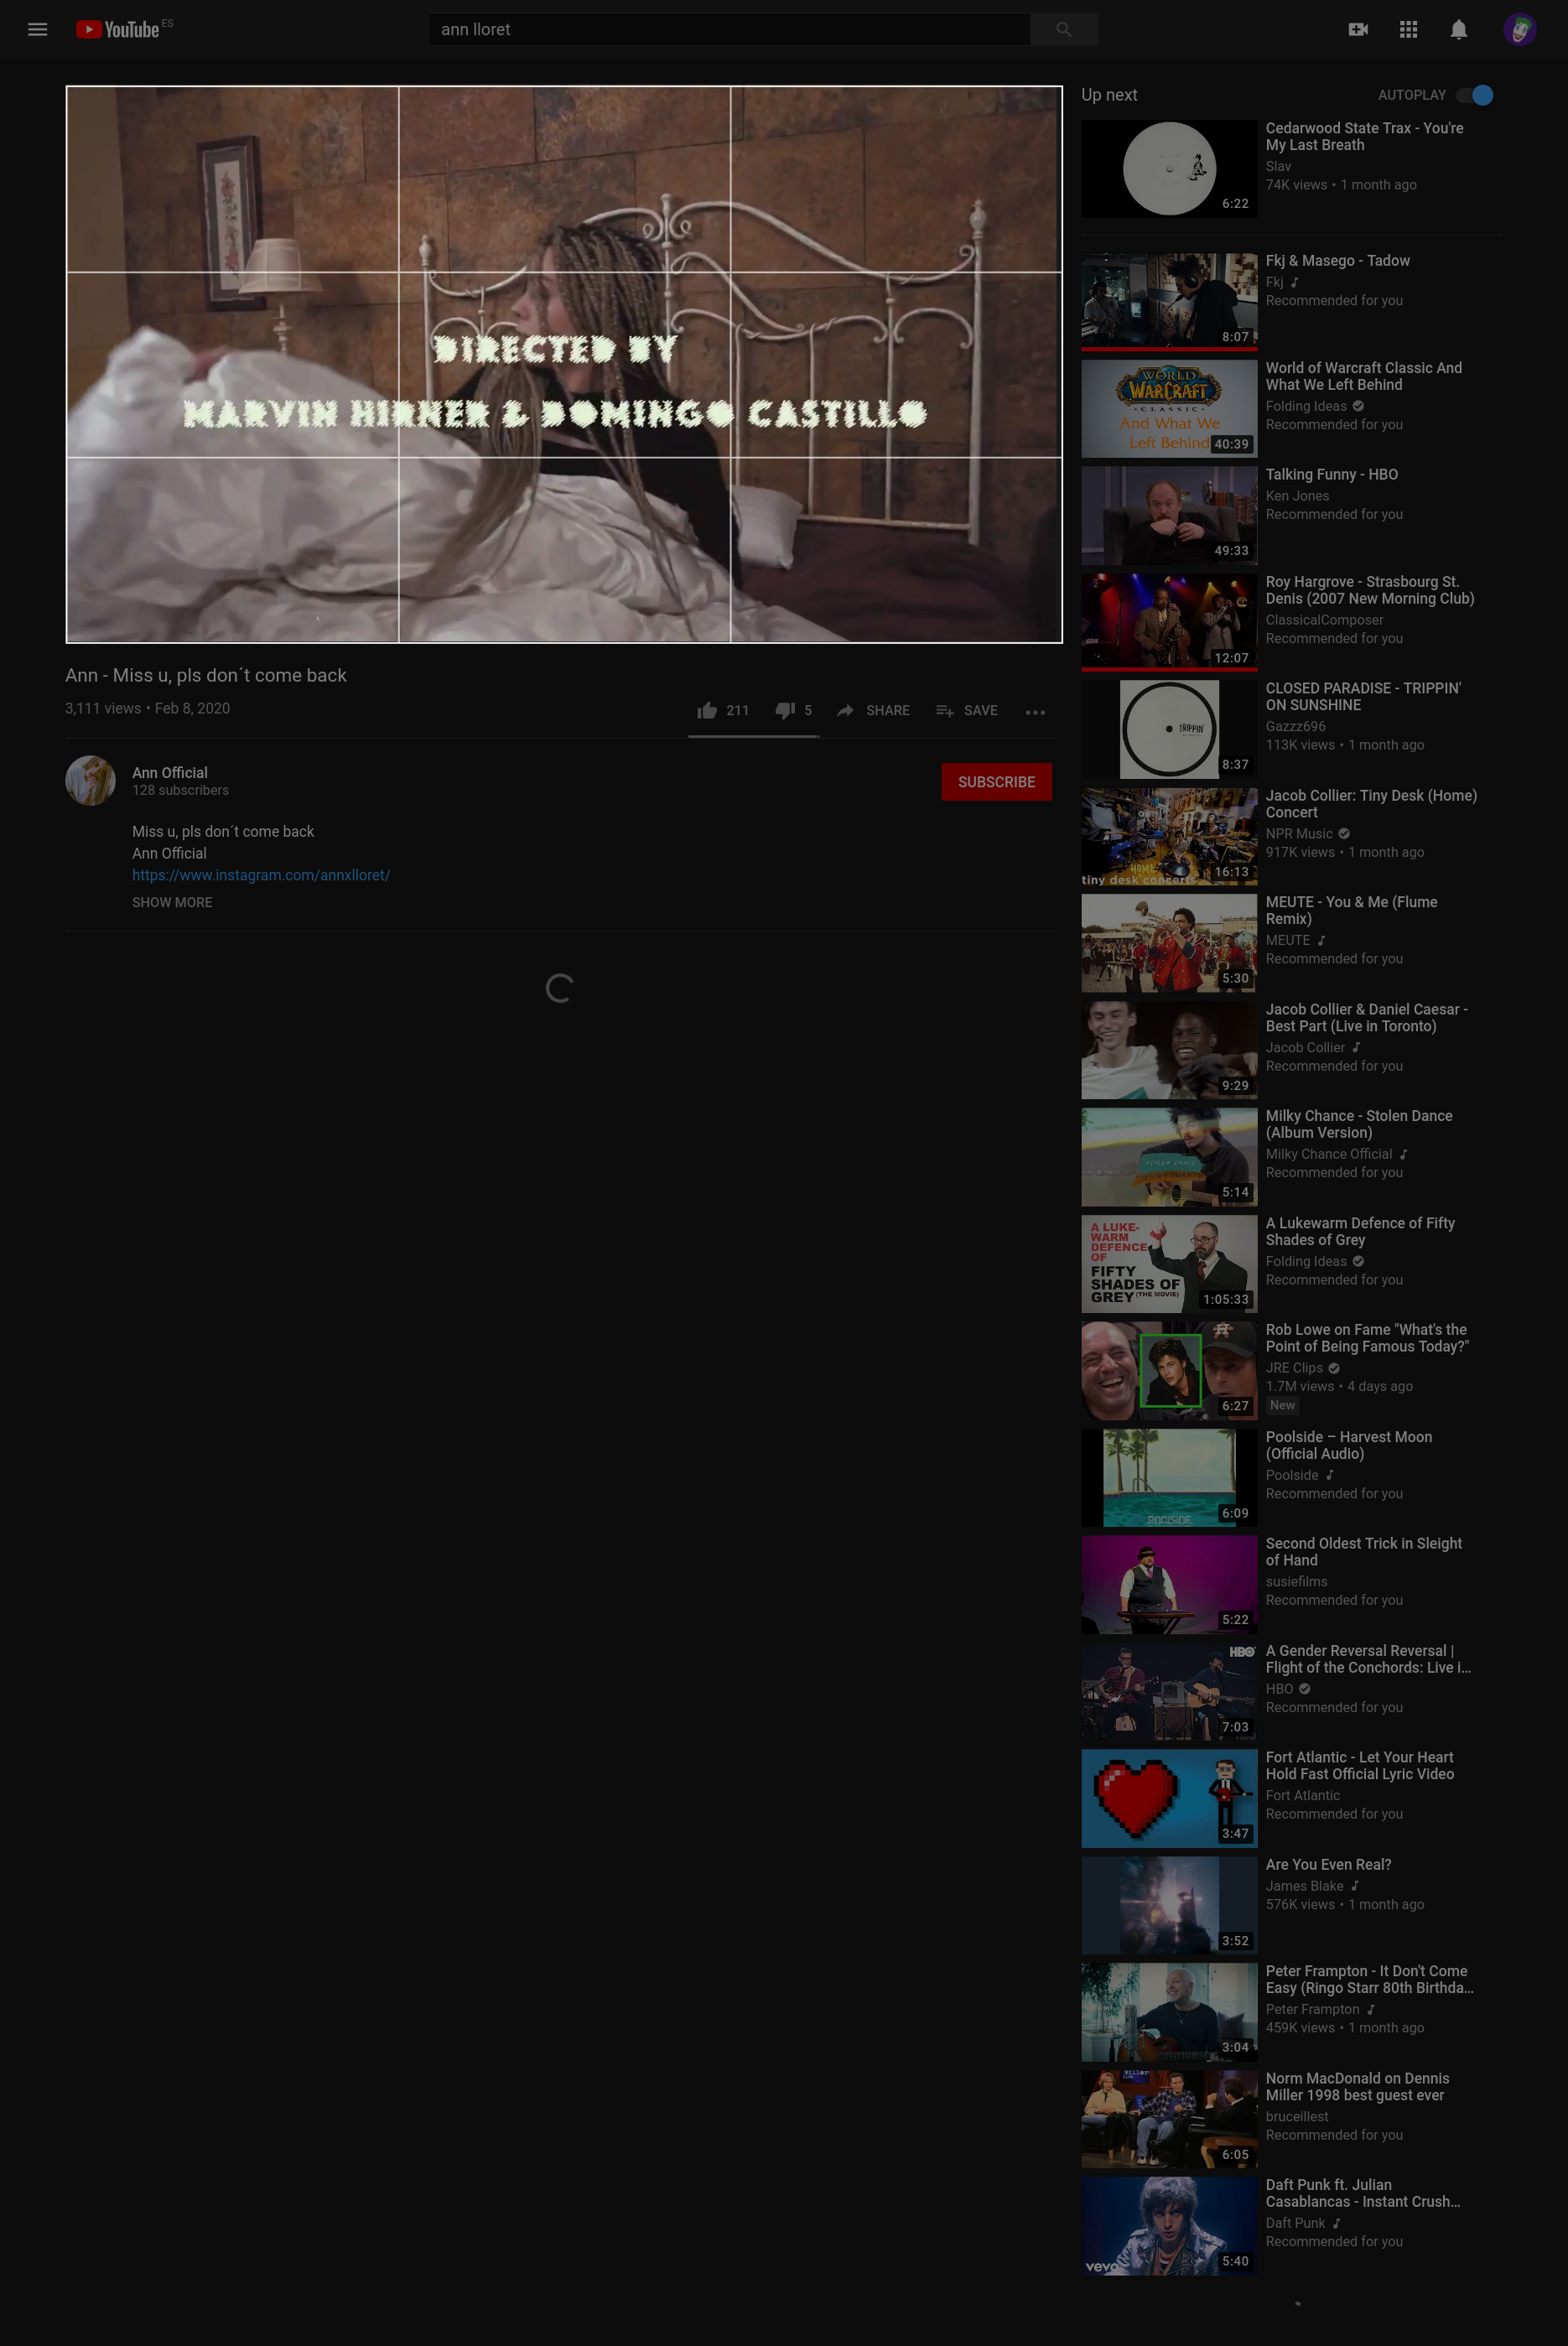 YouTube ES
ann lloret
DIRECTED BY
MARVIN HIRNER & DOMINGO CASTILLO
Ann - Miss u, pls don´t come back
3,111 views • Feb 8, 2020
211
5
SHARE
SAVE
Ann Official
128 subscribers
SUBSCRIBE
Miss u, pls don´t come back
Ann Official
https://www.instagram.com/annxlloret/
SHOW MORE
Up next
AUTOPLAY
6:22
Cedarwood State Trax - You're
My Last Breath
Slav
74K views • 1 month ago
8:07
Fkj & Masego - Tadow
Fkj
Recommended for you
WORLD
WARCRAFT
CLASSIC
And What We
Left Behind
40:39
World of Warcraft Classic And
What We Left Behind
Folding Ideas
Recommended for you
49:33
Talking Funny - HBO
Ken Jones
Recommended for you
12:07
Roy Hargrove - Strasbourg St.
Denis (2007 New Morning Club)
ClassicalComposer
Recommended for you
TRIPPIN'
8:37
CLOSED PARADISE - TRIPPIN'
ON SUNSHINE
Gazzz696
113K views • 1 month ago
HOME
tiny desk concerts
16:13
Jacob Collier: Tiny Desk (Home)
Concert
NPR Music
917K views • 1 month ago
5:30
MEUTE - You & Me (Flume
Remix)
MEUTE
Recommended for you
9:29
Jacob Collier & Daniel Caesar -
Best Part (Live in Toronto)
Jacob Collier
Recommended for you
5:14
Milky Chance - Stolen Dance
(Album Version)
Milky Chance Official
Recommended for you
A LUKE-
WARM
DEFENCE
OF
FIFTY
SHADES OF
GREY (THE MOVIE)
1:05:33
A Lukewarm Defence of Fifty
Shades of Grey
Folding Ideas
Recommended for you
6:27
Rob Lowe on Fame "What's the
Point of Being Famous Today?"
JRE Clips
1.7M views • 4 days ago
New
POOLSIDE
6:09
Poolside – Harvest Moon
(Official Audio)
Poolside
Recommended for you
5:22
Second Oldest Trick in Sleight
of Hand
susiefilms
Recommended for you
HBO
7:03
A Gender Reversal Reversal |
Flight of the Conchords: Live i...
HBO
Recommended for you
3:47
Fort Atlantic - Let Your Heart
Hold Fast Official Lyric Video
Fort Atlantic
Recommended for you
3:52
Are You Even Real?
James Blake
576K views • 1 month ago
3:04
Peter Frampton - It Don't Come
Easy (Ringo Starr 80th Birthda...
Peter Frampton
459K views • 1 month ago
Miller
6:05
Norm MacDonald on Dennis
Miller 1998 best guest ever
bruceillest
Recommended for you
vevo
5:40
Daft Punk ft. Julian
Casablancas - Instant Crush...
Daft Punk
Recommended for you